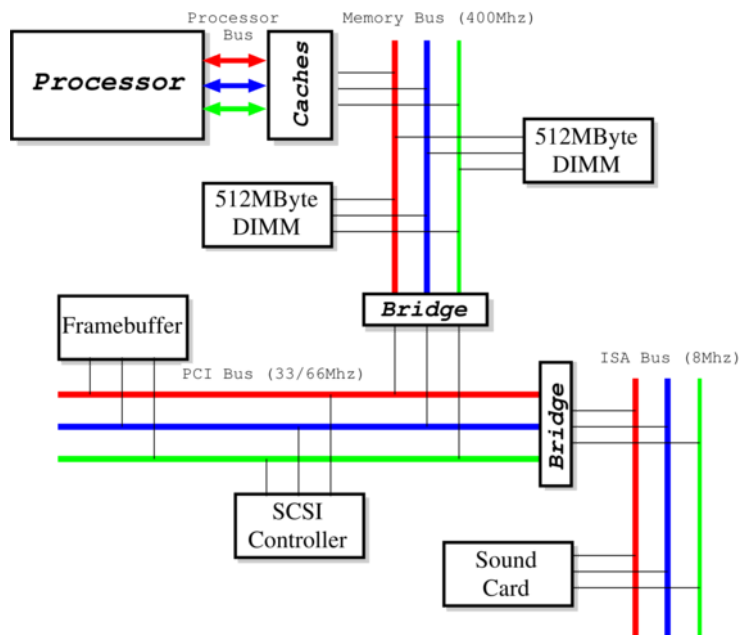 Processor
Bus
Memory Bus (400Mhz)
Processor
Caches
512MByte
DIMM
512MByte
DIMM
Bridge
Framebuffer
PCI Bus (33/66Mhz)
ISA Bus (8Mhz)
Bridge
SCSI
Controller
Sound
Card